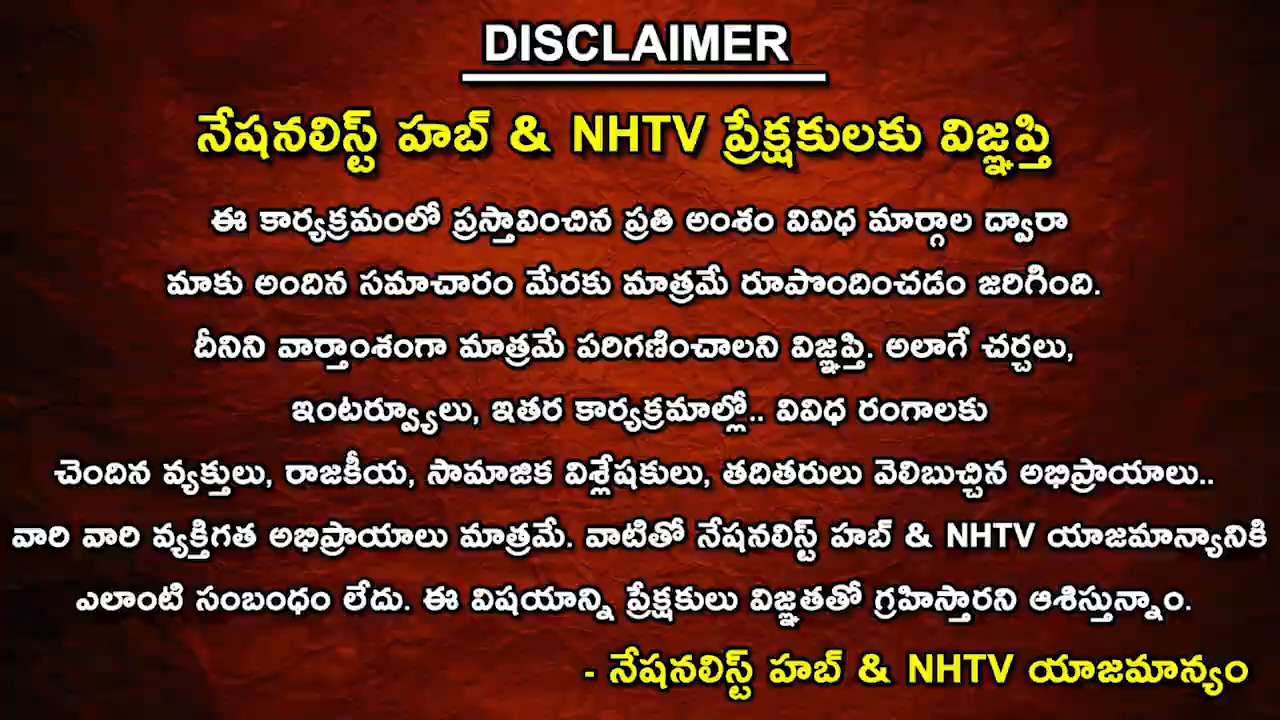 DISCLAIMER
నేషనలిస్ట్ హబ్ & NHTV ప్రేక్షకులకు విజ్ఞప్తి
ఈ కార్యక్రమంలో ప్రస్తావించిన ప్రతి అంశం వివిధ మార్గాల ద్వారా
మాకు అందిన సమాచారం మేరకు మాత్రమే రూపొందించడం జరిగింది.
దీనిని వార్తాంశంగా మాత్రమే పరిగణించాలని విజ్ఞప్తి. అలాగే చర్చలు,
ఇంటర్వ్యూలు, ఇతర కార్యక్రమాల్లో.. వివిధ రంగాలకు
చెందిన వ్యక్తులు, రాజకీయ, సామాజిక విశ్లేషకులు, తదితరులు వెలిబుచ్చిన అభిప్రాయాలు..
వారి వారి వ్యక్తిగత అభిప్రాయాలు మాత్రమే. వాటితో నేషనలిస్ట్ హబ్ & NHTV యాజమాన్యానికి
ఎలాంటి సంబంధం లేదు. ఈ విషయాన్ని ప్రేక్షకులు విజ్ఞతతో గ్రహిస్తారని ఆశిస్తున్నాం.
- నేషనలిస్ట్ హబ్ & NHTV యాజమాన్యం